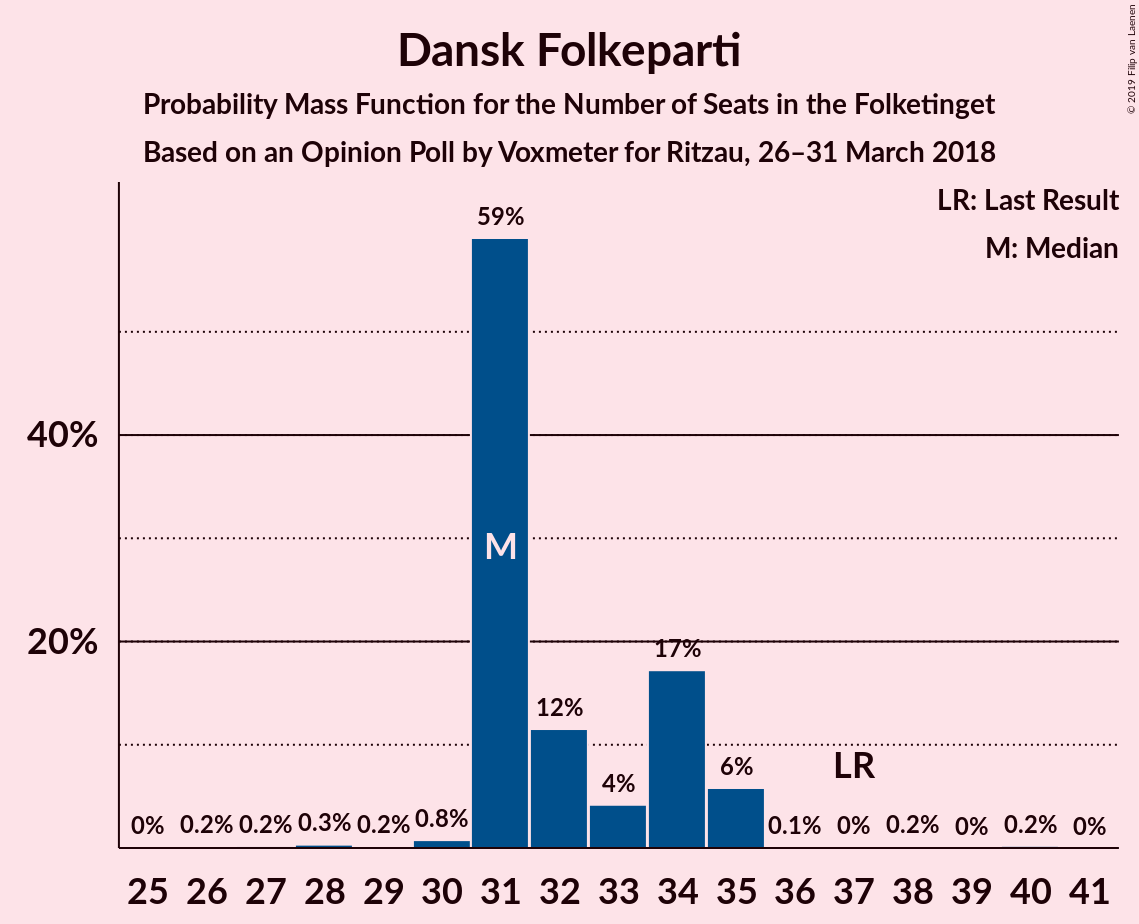 Dansk Folkeparti
Probability Mass Function for the Number of Seats in the Folketinget
Based on an Opinion Poll by Voxmeter for Ritzau, 26–31 March 2018
© 2019 Filip van Laenen
LR: Last Result
M: Median
59%
40%
M
20%
17%
12%
LR
6%
4%
0% 0.2% 0.2% 0.3% 0.2% 0.8% 0.1% 0% 0.2% 0% 0.2% 0%
25 26 27 28 29 30 31 32 33 34 35 36 37 38 39 40 41